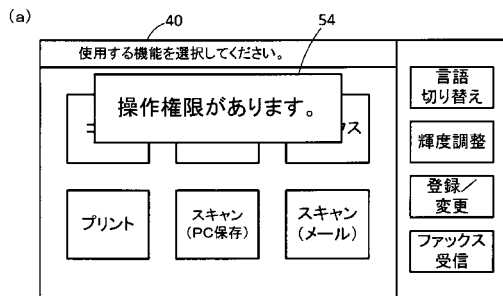 (a)
40
54
使用する機能を選択してください。
操作権限があります。
言語
切り替え
輝度調整
登録／
変更
ファックス
受信
プリント
スキャン
(PC保存)
スキャン
(メール)